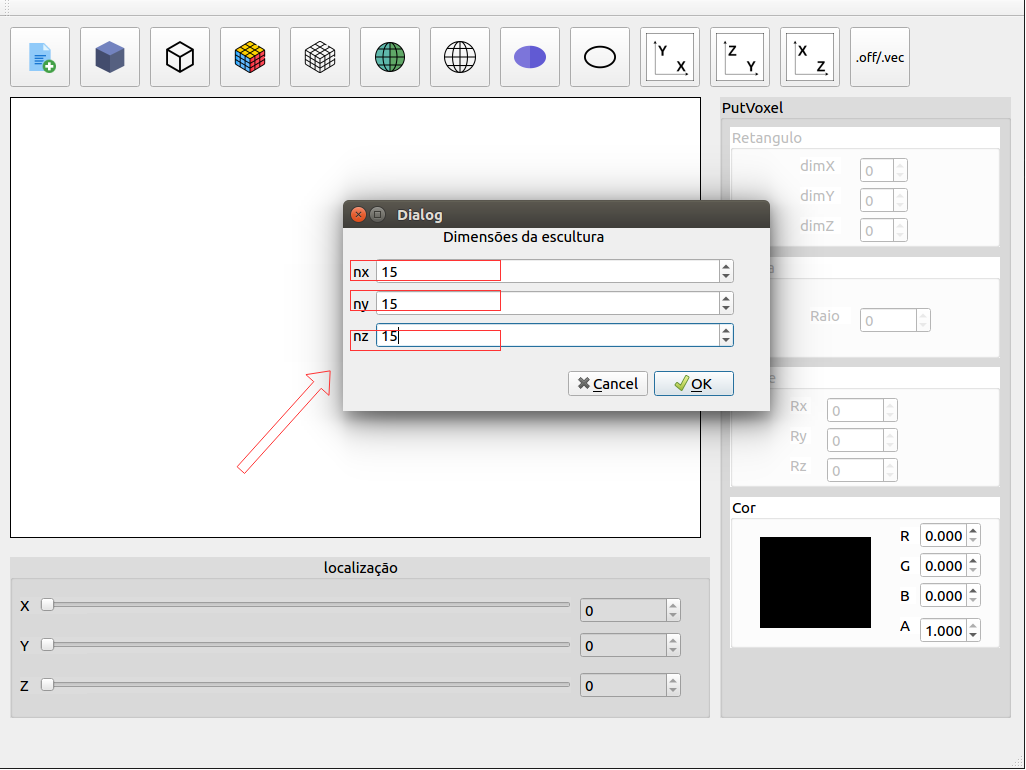 Y
X
Z
Y
X
Z
.off/.vec
PutVoxel
Retangulo
dimX 0
dimY 0
dimZ 0
a
Raio 0
e
Rx 0
Ry 0
Rz 0
Dialog
Dimensões da escultura
nx 15
ny 15
nz 15
Cancel
OK
Cor
R 0.000
G 0.000
B 0.000
A 1.000
localização
X 0
Y 0
Z 0